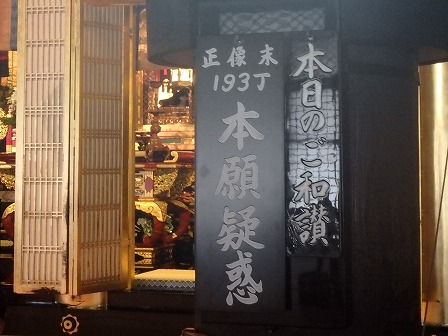 本日のご和讃
正像末
193丁
本願疑惑